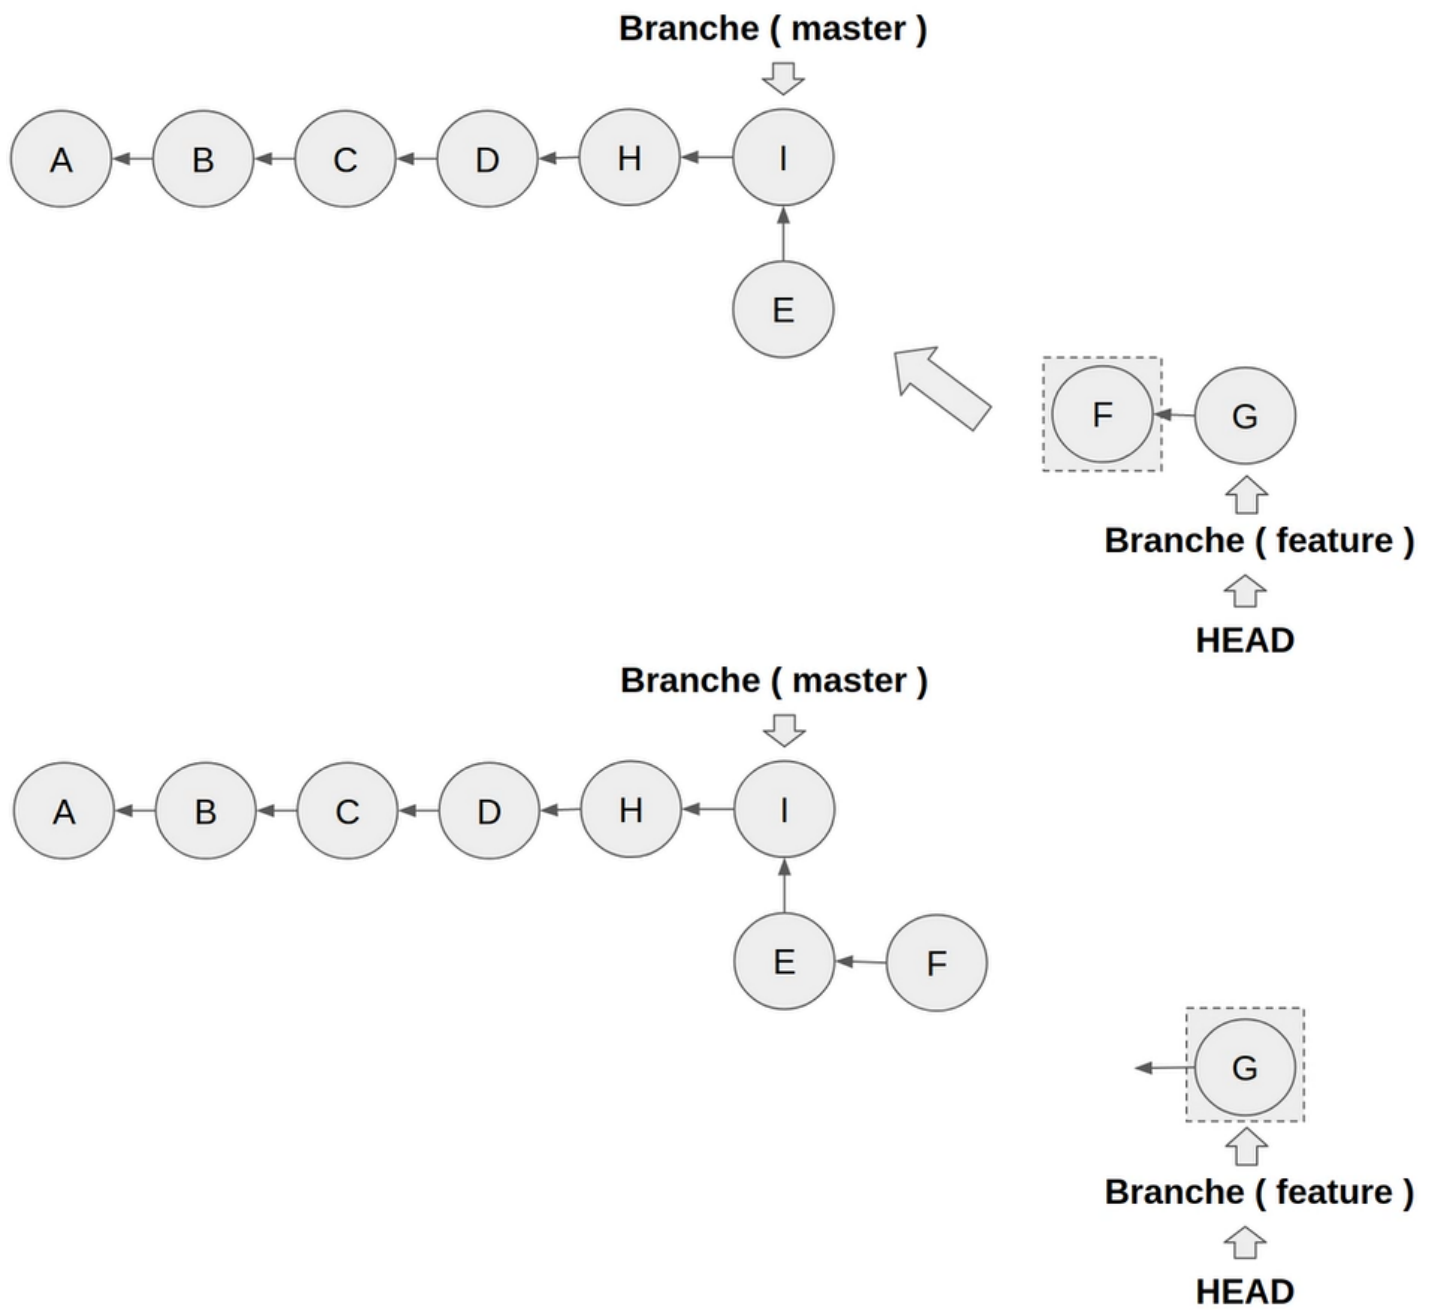 Branche ( master )
A B C D H I
E
F G
Branche ( feature )
HEAD
Branche ( master )
A B C D H I
E F
G
Branche ( feature )
HEAD